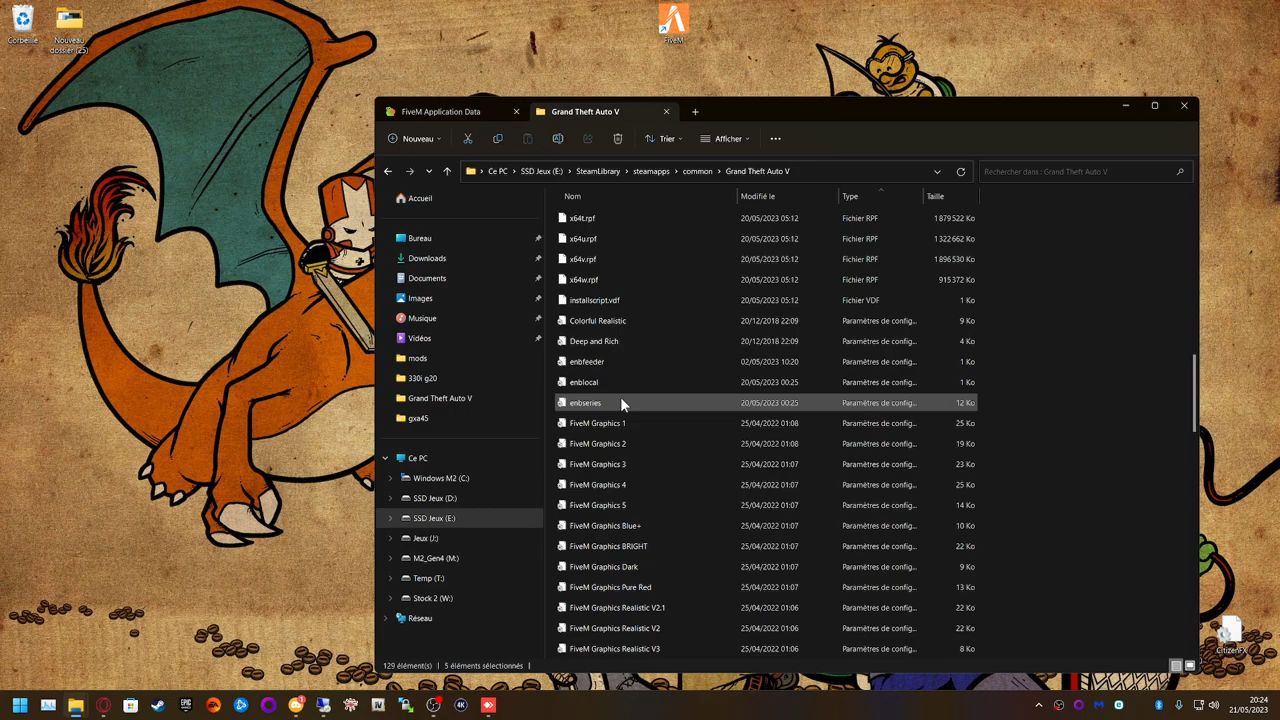 Corbeille
Nouveau
dossier (25)
FiveM
FiveM Application Data
Grand Theft Auto V
Nouveau
Trier
Afficher
Ce PC > SSD Jeux (E:) > SteamLibrary > steamapps > common > Grand Theft Auto V
Rechercher dans : Grand Theft Auto V
Accueil
Bureau
Downloads
Documents
Images
Musique
Vidéos
mods
330i g20
Grand Theft Auto V
gxa45
Ce PC
Windows M2 (C:)
SSD Jeux (D:)
SSD Jeux (E:)
Jeux (J:)
M2_Gen4 (M:)
Temp (T:)
Stock 2 (W:)
Réseau
Nom Modifié le Type Taille
x64t.rpf 20/05/2023 05:12 Fichier RPF 1 879 522 Ko
x64u.rpf 20/05/2023 05:12 Fichier RPF 1 322 662 Ko
x64v.rpf 20/05/2023 05:12 Fichier RPF 1 896 530 Ko
x64w.rpf 20/05/2023 05:12 Fichier RPF 915 372 Ko
installscript.vdf 20/05/2023 05:12 Fichier VDF 1 Ko
Colorful Realistic 20/12/2018 22:09 Paramètres de config... 9 Ko
Deep and Rich 20/12/2018 22:09 Paramètres de config... 4 Ko
enbfeeder 02/05/2023 10:20 Paramètres de config... 1 Ko
enblocal 20/05/2023 00:25 Paramètres de config... 1 Ko
enbseries 20/05/2023 00:25 Paramètres de config... 12 Ko
FiveM Graphics 1 25/04/2022 01:08 Paramètres de config... 25 Ko
FiveM Graphics 2 25/04/2022 01:08 Paramètres de config... 19 Ko
FiveM Graphics 3 25/04/2022 01:07 Paramètres de config... 23 Ko
FiveM Graphics 4 25/04/2022 01:07 Paramètres de config... 25 Ko
FiveM Graphics 5 25/04/2022 01:07 Paramètres de config... 14 Ko
FiveM Graphics Blue+ 25/04/2022 01:07 Paramètres de config... 10 Ko
FiveM Graphics BRIGHT 25/04/2022 01:07 Paramètres de config... 22 Ko
FiveM Graphics Dark 25/04/2022 01:07 Paramètres de config... 9 Ko
FiveM Graphics Pure Red 25/04/2022 01:07 Paramètres de config... 13 Ko
FiveM Graphics Realistic V2.1 25/04/2022 01:06 Paramètres de config... 22 Ko
FiveM Graphics Realistic V2 25/04/2022 01:06 Paramètres de config... 22 Ko
FiveM Graphics Realistic V3 25/04/2022 01:06 Paramètres de config... 8 Ko
129 élément(s) 5 éléments sélectionnés
CitizenFX
EPIC
4K
20:24
21/05/2023